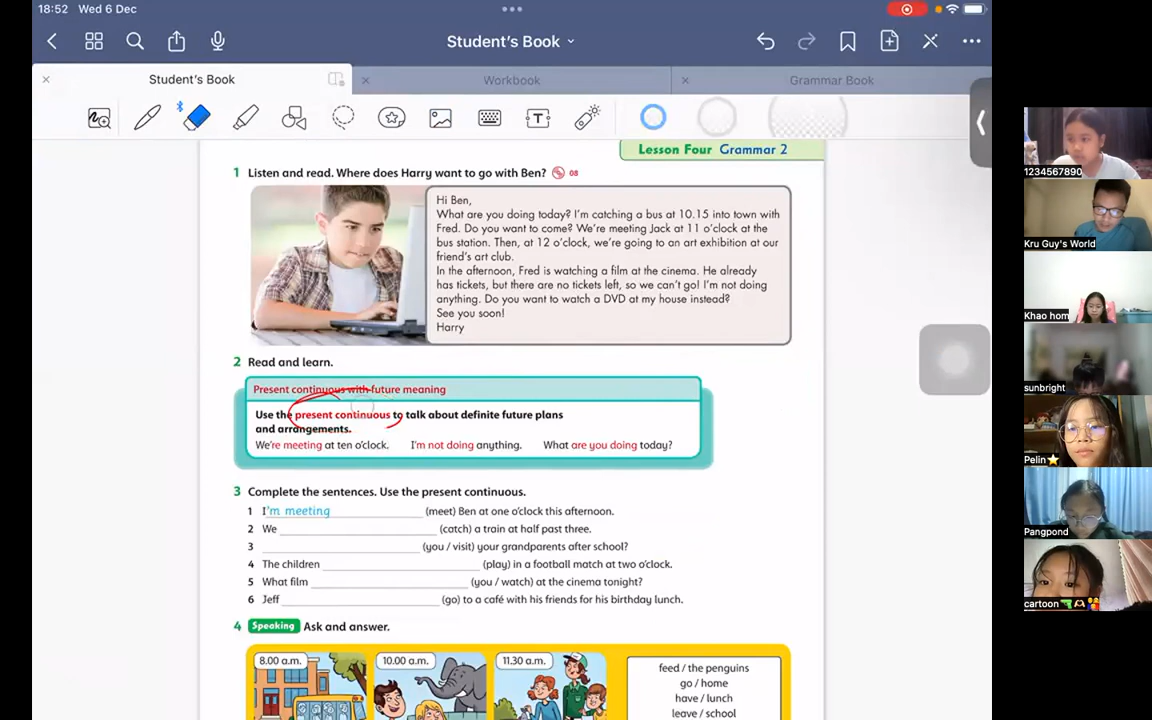 18:52 Wed 6 Dec
Student's Book
Student's Book
Workbook
Grammar Book
Lesson Four Grammar 2
1 Listen and read. Where does Harry want to go with Ben? 08
Hi Ben,
What are you doing today? I'm catching a bus at 10.15 into town with
Fred. Do you want to come? We're meeting Jack at 11 o'clock at the
bus station. Then, at 12 o'clock, we're going to an art exhibition at our
friend's art club.
In the afternoon, Fred is watching a film at the cinema. He already
has tickets, but there are no tickets left, so we can't go! I'm not doing
anything. Do you want to watch a DVD at my house instead?
See you soon!
Harry
2 Read and learn.
Present continuous with future meaning
Use the present continuous to talk about definite future plans
and arrangements.
We're meeting at ten o'clock. I'm not doing anything. What are you doing today?
3 Complete the sentences. Use the present continuous.
1 I'm meeting (meet) Ben at one o'clock this afternoon.
2 We (catch) a train at half past three.
3 (you / visit) your grandparents after school?
4 The children (play) in a football match at two o'clock.
5 What film (you / watch) at the cinema tonight?
6 Jeff (go) to a café with his friends for his birthday lunch.
4 Speaking Ask and answer.
8.00 a.m.
10.00 a.m.
11.30 a.m.
feed / the penguins
go / home
have / lunch
leave / school
1234567890
Kru Guy's World
Khao hom
sunbright
Pelin⭐
Pangpond
cartoon